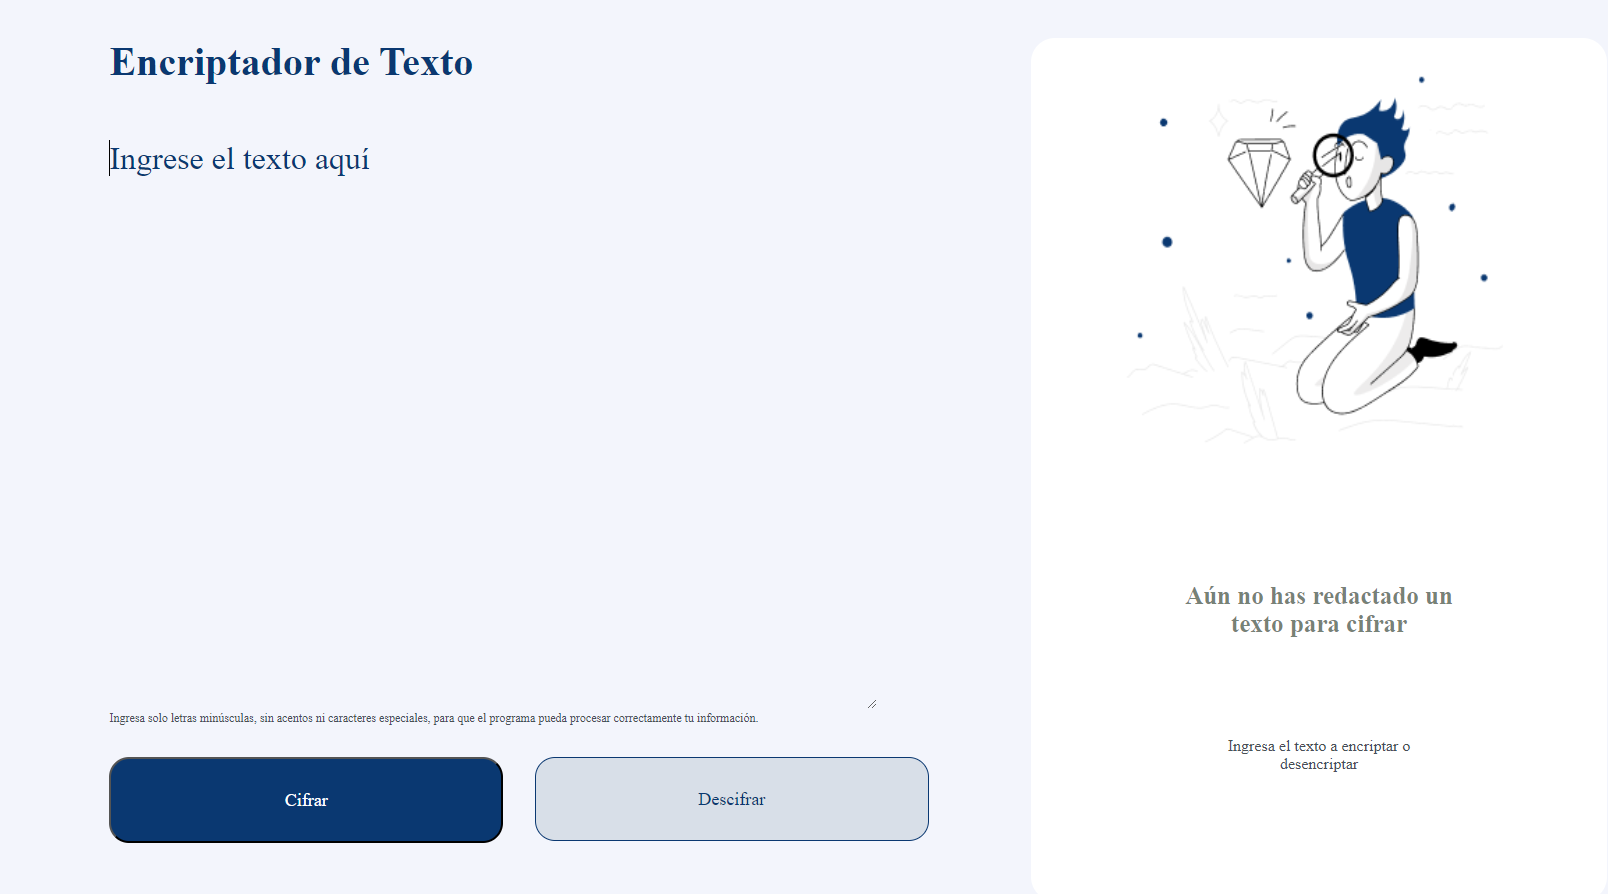 Encriptador de Texto
Ingrese el texto aquí
Ingresa solo letras minúsculas, sin acentos ni caracteres especiales, para que el programa pueda procesar correctamente tu información.
Cifrar
Descifrar
Aún no has redactado un
texto para cifrar
Ingresa el texto a encriptar o
desencriptar